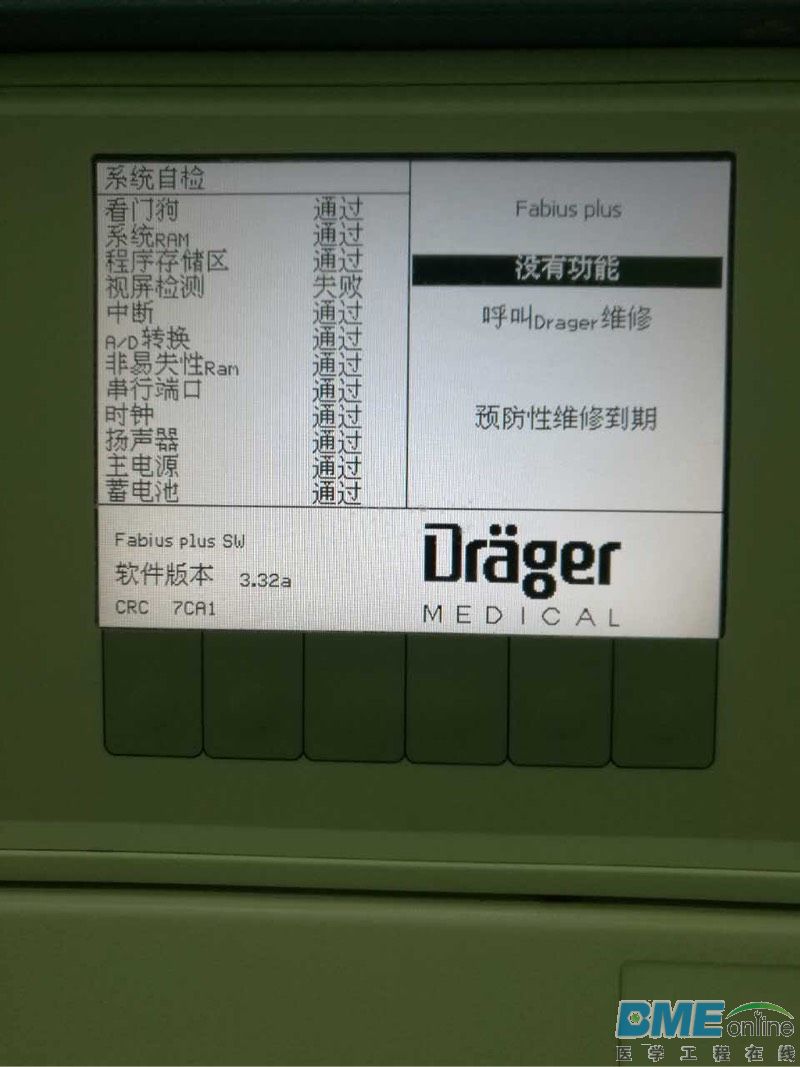 系统自检
看门狗 通过
系统RAM 通过
程序存储区 通过
视屏检测 失败
中断 通过
A/D转换 通过
非易失性Ram 通过
串行端口 通过
时钟 通过
扬声器 通过
主电源 通过
蓄电池 通过
Fabius plus
没有功能
呼叫Drager维修
预防性维修到期
Fabius plus SW
软件版本 3.32a
CRC 7CA1
Dräger
MEDICAL
BME online
医学工程在线